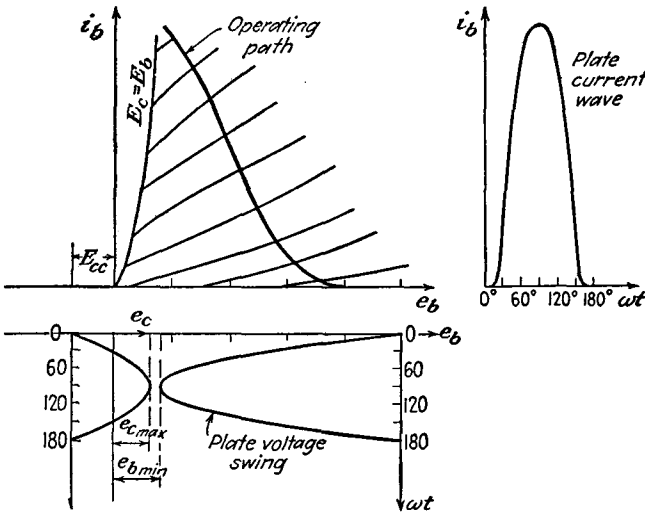 i_b
Operating
path
E_c = E_b
E_cc
e_b
i_b
Plate
current
wave
0° 60° 120° 180° ωt
e_c
0
60
120
180
e_c max
e_b min
Plate voltage
swing
0
e_b
60
120
180
ωt